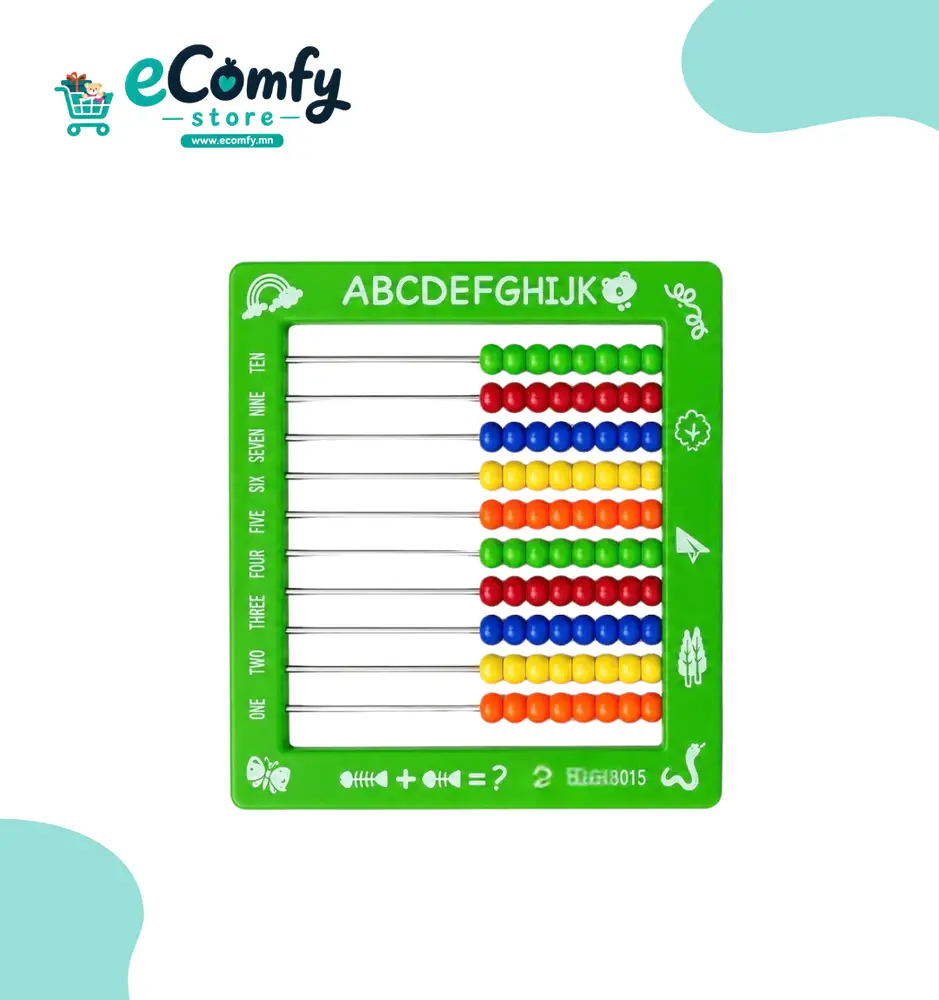 eComfy
store
www.ecomfy.mn
ABCDEFGHIJK
TEN
NINE
SEVEN
SIX
FIVE
FOUR
THREE
TWO
ONE
+ = ?
8015